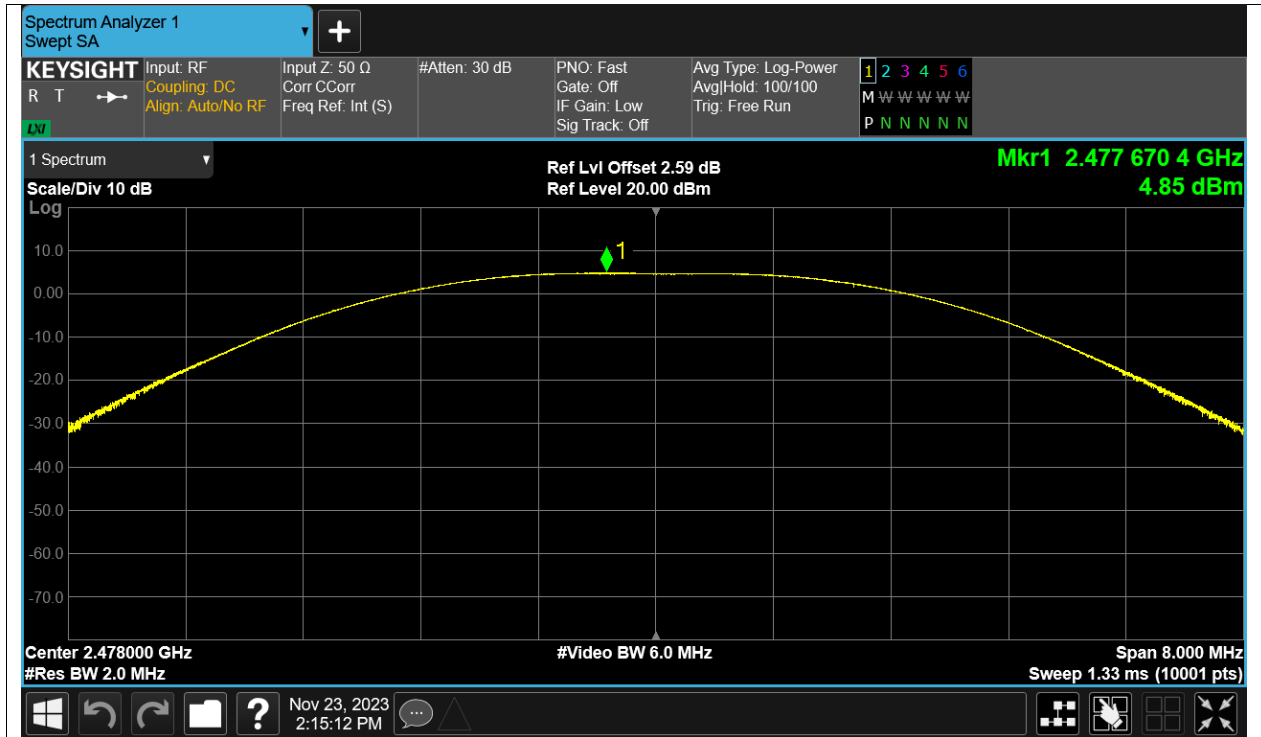 Spectrum Analyzer 1
Swept SA
KEYSIGHT
R T
LXI
Input: RF
Coupling: DC
Align: Auto/No RF
Input Z: 50 Ω
Corr CCorr
Freq Ref: Int (S)
#Atten: 30 dB
PNO: Fast
Gate: Off
IF Gain: Low
Sig Track: Off
Avg Type: Log-Power
Avg|Hold: 100/100
Trig: Free Run
1 2 3 4 5 6
M W W W W W
P N N N N N N
1 Spectrum
Scale/Div 10 dB
Log
Ref Lvl Offset 2.59 dB
Ref Level 20.00 dBm
Mkr1 2.477 670 4 GHz
4.85 dBm
1
10.0
0.00
-10.0
-20.0
-30.0
-40.0
-50.0
-60.0
-70.0
Center 2.478000 GHz
#Res BW 2.0 MHz
#Video BW 6.0 MHz
Span 8.000 MHz
Sweep 1.33 ms (10001 pts)
?
Nov 23, 2023
2:15:12 PM